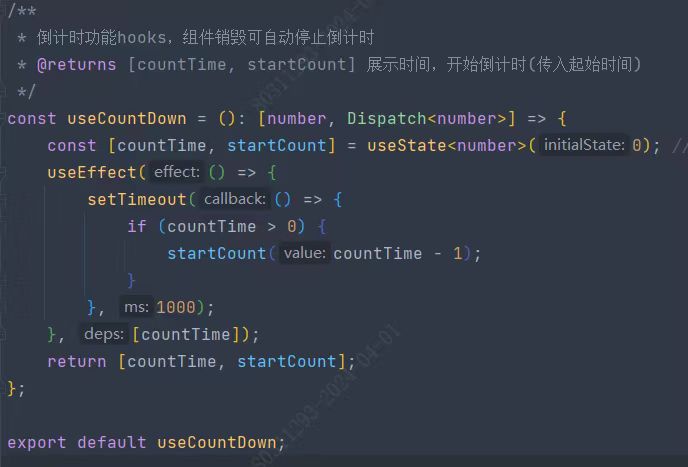 /**
 * 倒计时功能hooks，组件销毁可自动停止倒计时
 * @returns [countTime, startCount] 展示时间，开始倒计时(传入起始时间)
 */
const useCountDown = (): [number, Dispatch<number>] => {
    const [countTime, startCount] = useState<number>( initialState: 0); //
    useEffect( effect: () => {
        setTimeout( callback: () => {
            if (countTime > 0) {
                startCount( value: countTime - 1);
            }
        }, ms: 1000);
    }, deps: [countTime]);
    return [countTime, startCount];
};
export default useCountDown;